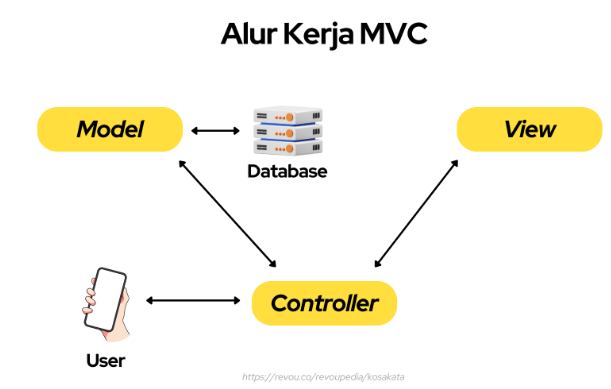 Alur Kerja MVC
Model
View
Database
Controller
User
https://revou.co/revoupedia/kosakata